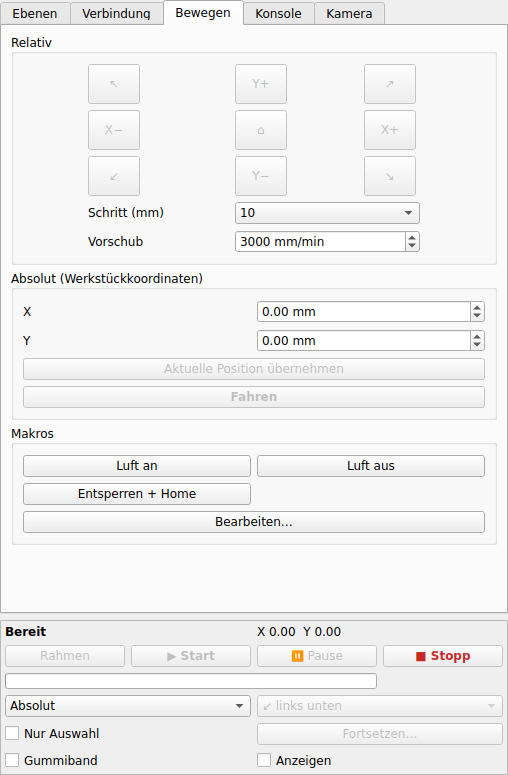 Ebenen Verbindung Bewegen Konsole Kamera
Relativ
↖ Y+ ↗
X− ⌂ X+
↙ Y− ↘
Schritt (mm) 10
Vorschub 3000 mm/min
Absolut (Werkstückkoordinaten)
X 0.00 mm
Y 0.00 mm
Aktuelle Position übernehmen
Fahren
Makros
Luft an Luft aus
Entsperren + Home
Bearbeiten…
Bereit X 0.00 Y 0.00
Rahmen ▶ Start ⏸ Pause ■ Stopp
Absolut ↙ links unten
Nur Auswahl Fortsetzen…
Gummiband Anzeigen